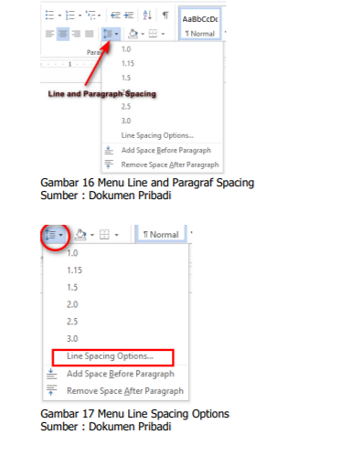 AaBbCcDc
¶ Normal
Para
1.0
1.15
1.5
Line and Paragraph Spacing
2.5
3.0
Line Spacing Options...
Add Space Before Paragraph
Remove Space After Paragraph
Gambar 16 Menu Line and Paragraf Spacing
Sumber : Dokumen Pribadi
¶ Normal
1.0
1.15
1.5
2.0
2.5
3.0
Line Spacing Options...
Add Space Before Paragraph
Remove Space After Paragraph
Gambar 17 Menu Line Spacing Options
Sumber : Dokumen Pribadi